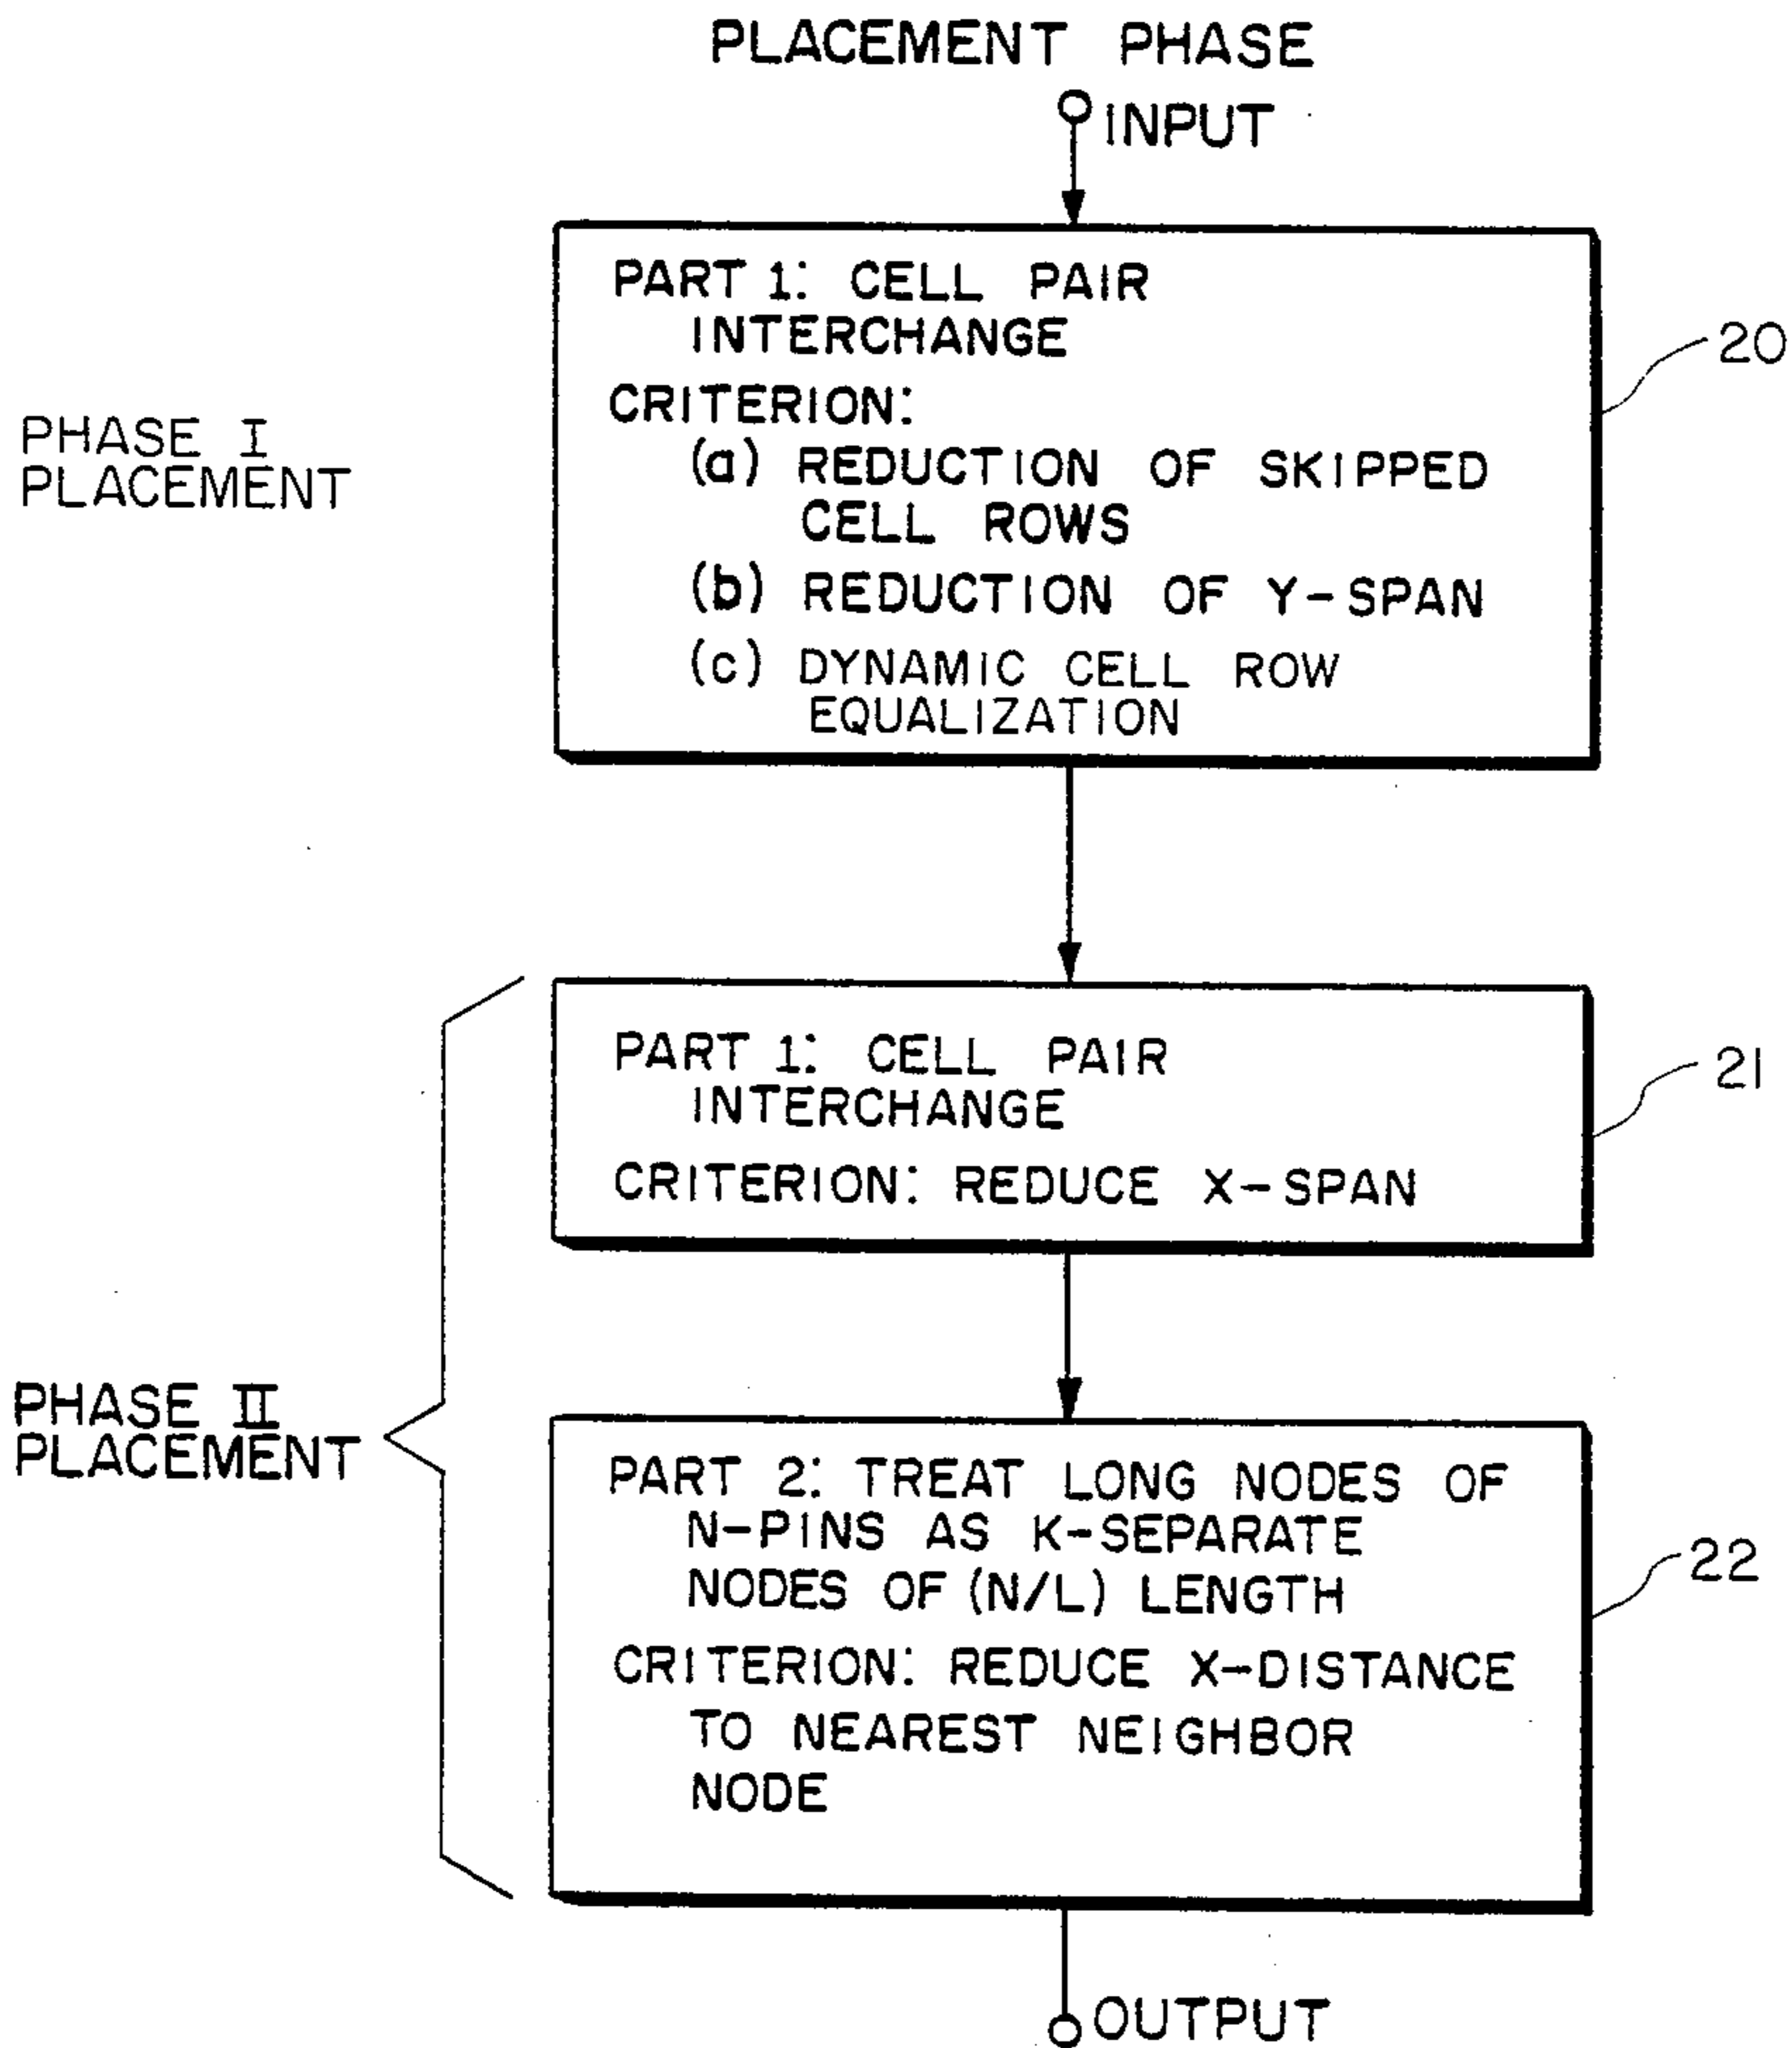 PLACEMENT PHASE
INPUT
PART 1: CELL PAIR
INTERCHANGE
CRITERION:
(a) REDUCTION OF SKIPPED
CELL ROWS
(b) REDUCTION OF Y-SPAN
(c) DYNAMIC CELL ROW
EQUALIZATION
20
PHASE I
PLACEMENT
PART 1: CELL PAIR
INTERCHANGE
CRITERION: REDUCE X-SPAN
21
PHASE II
PLACEMENT
PART 2: TREAT LONG NODES OF
N-PINS AS K-SEPARATE
NODES OF (N/L) LENGTH
CRITERION: REDUCE X-DISTANCE
TO NEAREST NEIGHBOR
NODE
22
OUTPUT